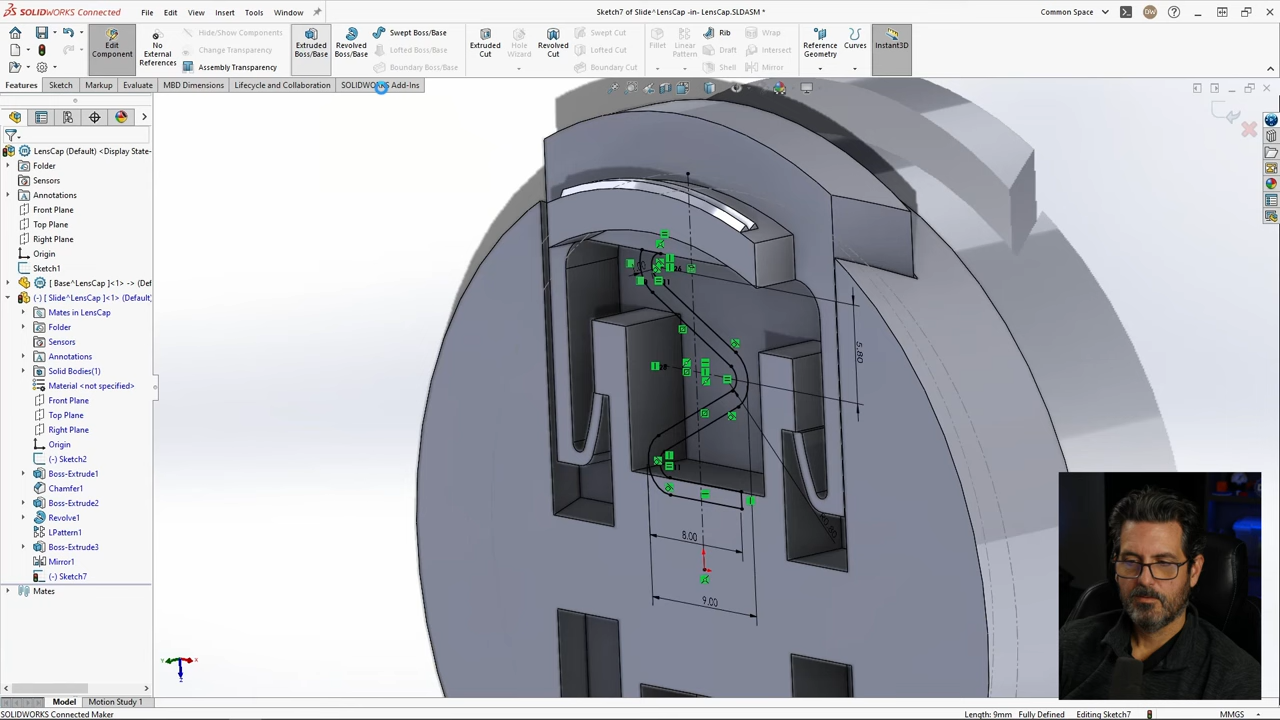 SOLIDWORKS File Edit View Insert Tools Window Sketch7 of Slide^LensCap -in- LensCap.SLDASM * Common Space DW
Edit Component
No External References
Hide/Show Components
Change Transparency
Assembly Transparency
Extruded Boss/Base
Revolved Boss/Base
Swept Boss/Base
Lofted Boss/Base
Boundary Boss/Base
Extruded Cut
Hole Wizard
Revolved Cut
Swept Cut
Lofted Cut
Boundary Cut
Fillet
Linear Pattern
Rib
Draft
Shell
Wrap
Intersect
Mirror
Reference Geometry
Curves
Instant3D
Features Sketch Markup Evaluate MBD Dimensions Lifecycle and Collaboration SOLIDWORKS Add-Ins
LensCap (Default) <Display State-
Folder
Sensors
Annotations
Front Plane
Top Plane
Right Plane
Origin
Sketch1
[ Base^LensCap ]<1> -> (De
(-) [ Slide^LensCap ]<1> (Default)
Mates in LensCap
Folder
Sensors
Annotations
Solid Bodies(1)
Material <not specified>
Front Plane
Top Plane
Right Plane
Origin
(-) Sketch2
Boss-Extrude1
Chamfer1
Boss-Extrude2
Revolve1
LPattern1
Boss-Extrude3
Mirror1
(-) Sketch7
Mates
5.80
8.00
9.00
Model Motion Study 1
SOLIDWORKS Connected Maker Length: 9mm Fully Defined Editing Sketch7 MMGS